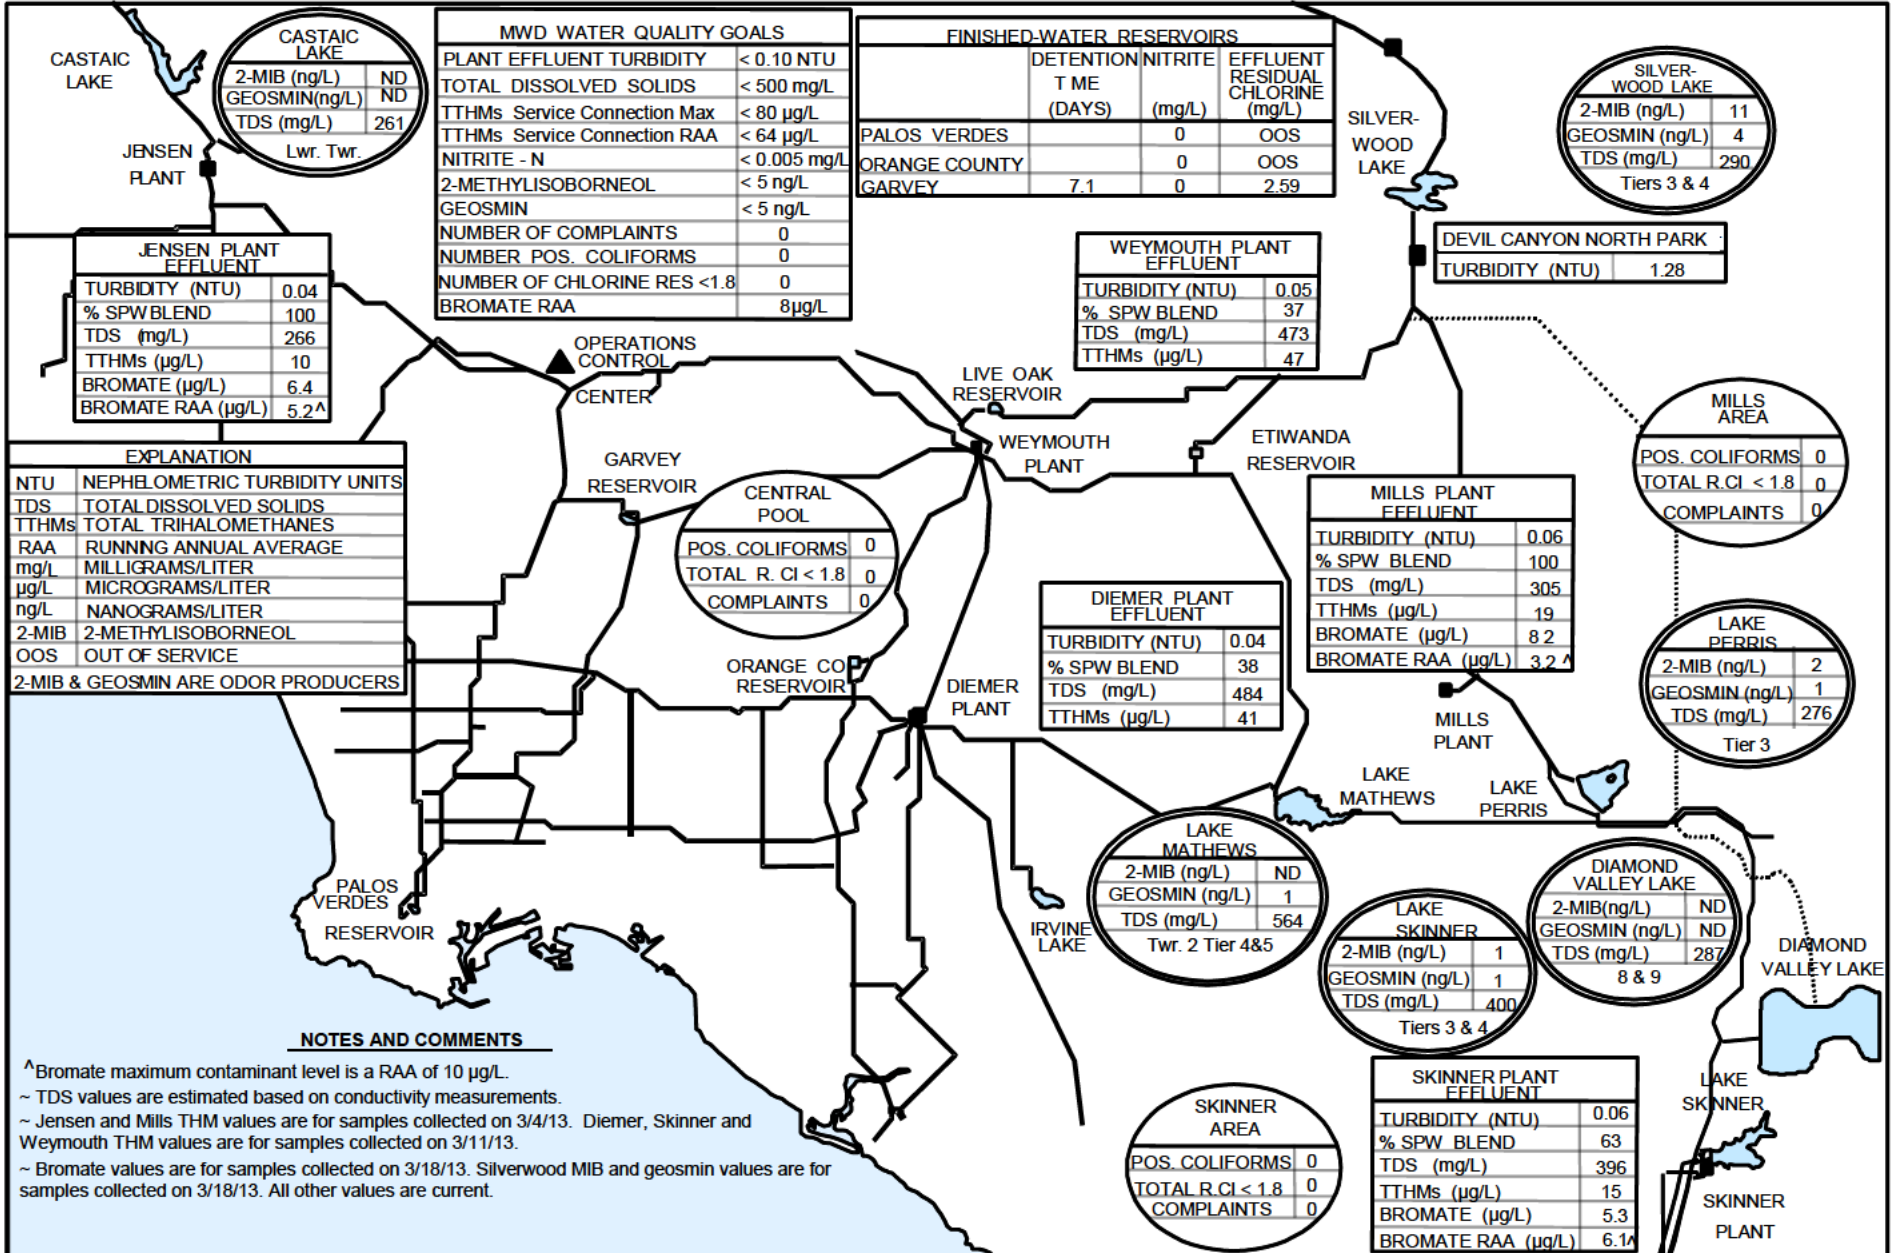 CASTAIC
LAKE
CASTAIC
LAKE
2-MIB (ng/L) ND
GEOSMIN(ng/L) ND
TDS (mg/L) 261
Lwr. Twr.
JENSEN
PLANT
MWD WATER QUALITY GOALS
PLANT EFFLUENT TURBIDITY < 0.10 NTU
TOTAL DISSOLVED SOLIDS < 500 mg/L
TTHMs Service Connection Max < 80 µg/L
TTHMs Service Connection RAA < 64 µg/L
NITRITE - N < 0.005 mg/L
2-METHYLISOBORNEOL < 5 ng/L
GEOSMIN < 5 ng/L
NUMBER OF COMPLAINTS 0
NUMBER POS. COLIFORMS 0
NUMBER OF CHLORINE RES <1.8 0
BROMATE RAA 8µg/L
FINISHED-WATER RESERVOIRS
DETENTION NITRITE EFFLUENT
RESIDUAL
T ME CHLORINE
(DAYS) (mg/L) (mg/L)
PALOS VERDES 0 OOS
ORANGE COUNTY 0 OOS
GARVEY 7.1 0 2.59
SILVER-
WOOD
LAKE
SILVER-
WOOD LAKE
2-MIB (ng/L) 11
GEOSMIN (ng/L) 4
TDS (mg/L) 290
Tiers 3 & 4
DEVIL CANYON NORTH PARK
TURBIDITY (NTU) 1.28
JENSEN PLANT
EFFLUENT
TURBIDITY (NTU) 0.04
% SPW BLEND 100
TDS (mg/L) 266
TTHMs (µg/L) 10
BROMATE (µg/L) 6.4
BROMATE RAA (µg/L) 5.2^
OPERATIONS
CONTROL
CENTER
WEYMOUTH PLANT
EFFLUENT
TURBIDITY (NTU) 0.05
% SPW BLEND 37
TDS (mg/L) 473
TTHMs (µg/L) 47
LIVE OAK
RESERVOIR
WEYMOUTH
PLANT
ETIWANDA
RESERVOIR
MILLS
AREA
POS. COLIFORMS 0
TOTAL R.CI < 1.8 0
COMPLAINTS 0
EXPLANATION
NTU NEPHELOMETRIC TURBIDITY UNITS
TDS TOTAL DISSOLVED SOLIDS
TTHMs TOTAL TRIHALOMETHANES
RAA RUNNING ANNUAL AVERAGE
mg/L MILLIGRAMS/LITER
µg/L MICROGRAMS/LITER
ng/L NANOGRAMS/LITER
2-MIB 2-METHYLISOBORNEOL
OOS OUT OF SERVICE
2-MIB & GEOSMIN ARE ODOR PRODUCERS
GARVEY
RESERVOIR
CENTRAL
POOL
POS. COLIFORMS 0
TOTAL R. CI < 1.8 0
COMPLAINTS 0
MILLS PLANT
EFFLUENT
TURBIDITY (NTU) 0.06
% SPW BLEND 100
TDS (mg/L) 305
TTHMs (µg/L) 19
BROMATE (µg/L) 8 2
BROMATE RAA (µg/L) 3.2 ^
DIEMER PLANT
EFFLUENT
TURBIDITY (NTU) 0.04
% SPW BLEND 38
TDS (mg/L) 484
TTHMs (µg/L) 41
ORANGE CO
RESERVOIR
DIEMER
PLANT
MILLS
PLANT
LAKE
PERRIS
2-MIB (ng/L) 2
GEOSMIN (ng/L) 1
TDS (mg/L) 276
Tier 3
LAKE
MATHEWS
LAKE
PERRIS
LAKE
MATHEWS
2-MIB (ng/L) ND
GEOSMIN (ng/L) 1
TDS (mg/L) 564
Twr. 2 Tier 4&5
PALOS
VERDES
RESERVOIR
IRVINE
LAKE
LAKE
SKINNER
2-MIB (ng/L) 1
GEOSMIN (ng/L) 1
TDS (mg/L) 400
Tiers 3 & 4
DIAMOND
VALLEY LAKE
2-MIB(ng/L) ND
GEOSMIN (ng/L) ND
TDS (mg/L) 287
8 & 9
DIAMOND
VALLEY LAKE
NOTES AND COMMENTS
^Bromate maximum contaminant level is a RAA of 10 µg/L.
~ TDS values are estimated based on conductivity measurements.
~ Jensen and Mills THM values are for samples collected on 3/4/13. Diemer, Skinner and
Weymouth THM values are for samples collected on 3/11/13.
~ Bromate values are for samples collected on 3/18/13. Silverwood MIB and geosmin values are for
samples collected on 3/18/13. All other values are current.
SKINNER
AREA
POS. COLIFORMS 0
TOTAL R.CI < 1.8 0
COMPLAINTS 0
SKINNER PLANT
EFFLUENT
TURBIDITY (NTU) 0.06
% SPW BLEND 63
TDS (mg/L) 396
TTHMs (µg/L) 15
BROMATE (µg/L) 5.3
BROMATE RAA (µg/L) 6.1^
LAKE
SKINNER
SKINNER
PLANT